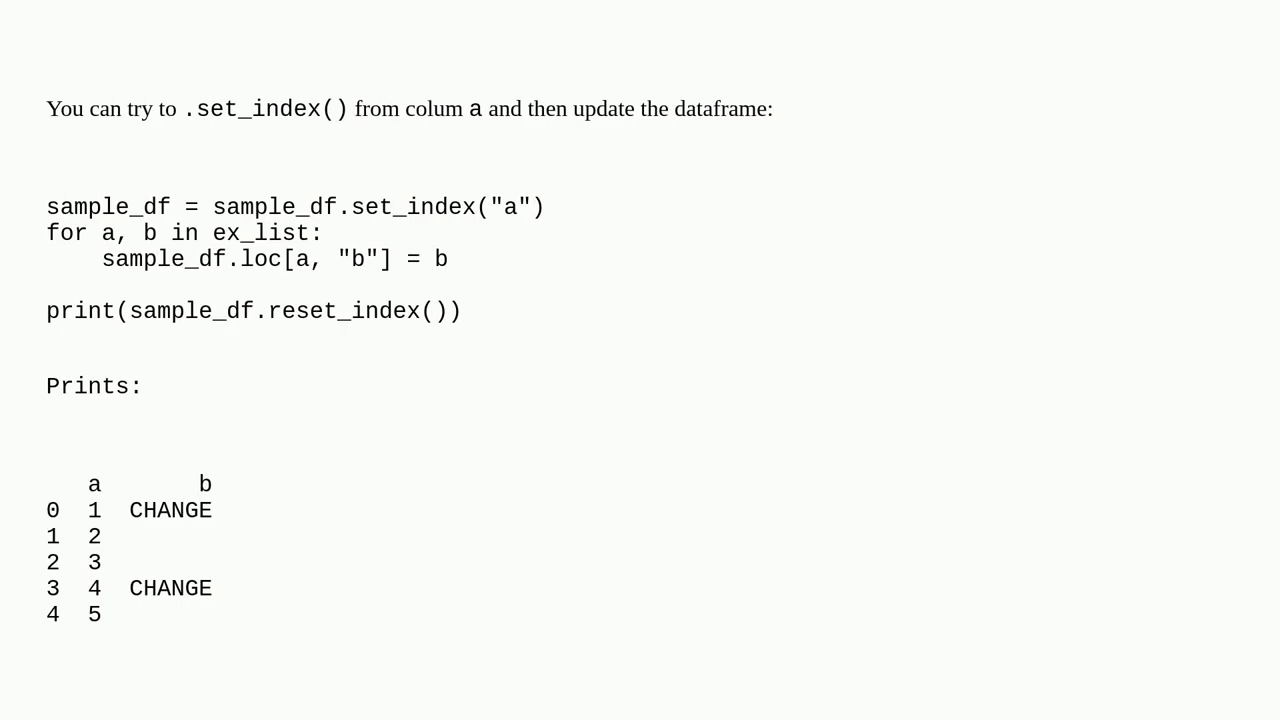 You can try to .set_index() from colum a and then update the dataframe:
sample_df = sample_df.set_index("a")
for a, b in ex_list:
    sample_df.loc[a, "b"] = b
print(sample_df.reset_index())
Prints:
   a       b
0  1  CHANGE
1  2
2  3
3  4  CHANGE
4  5